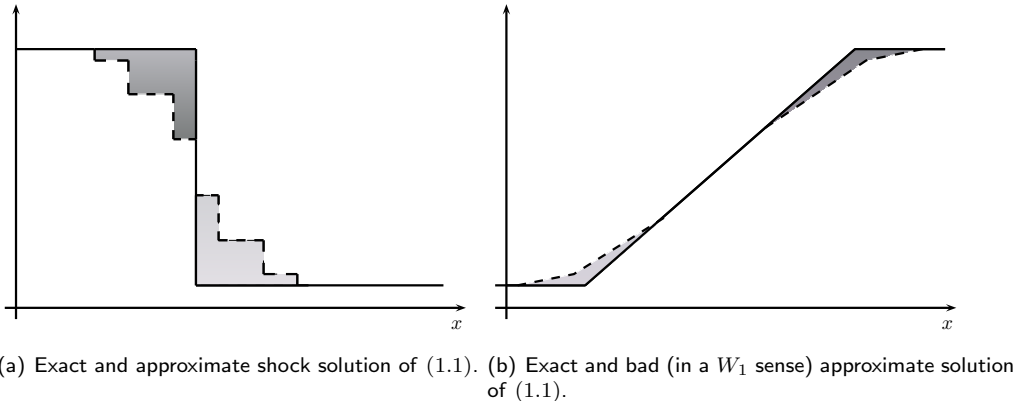 x
x
a) Exact and approximate shock solution of (1.1).
(b) Exact and bad (in a W₁ sense) approximate solution
of (1.1).